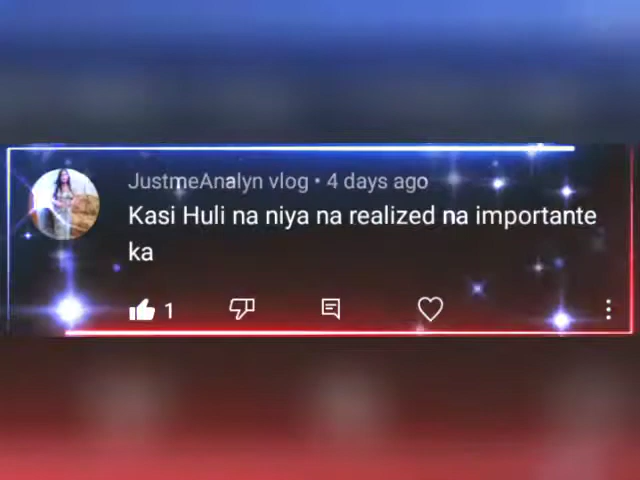 JustmeAnalyn vlog • 4 days ago
Kasi Huli na niya na realized na importante
ka
1